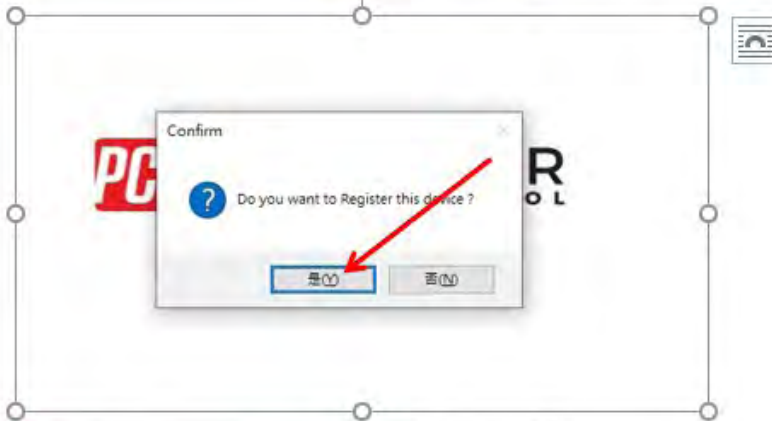 Confirm
PC R
Do you want to Register this device ?
O L
是(Y) 否(N)